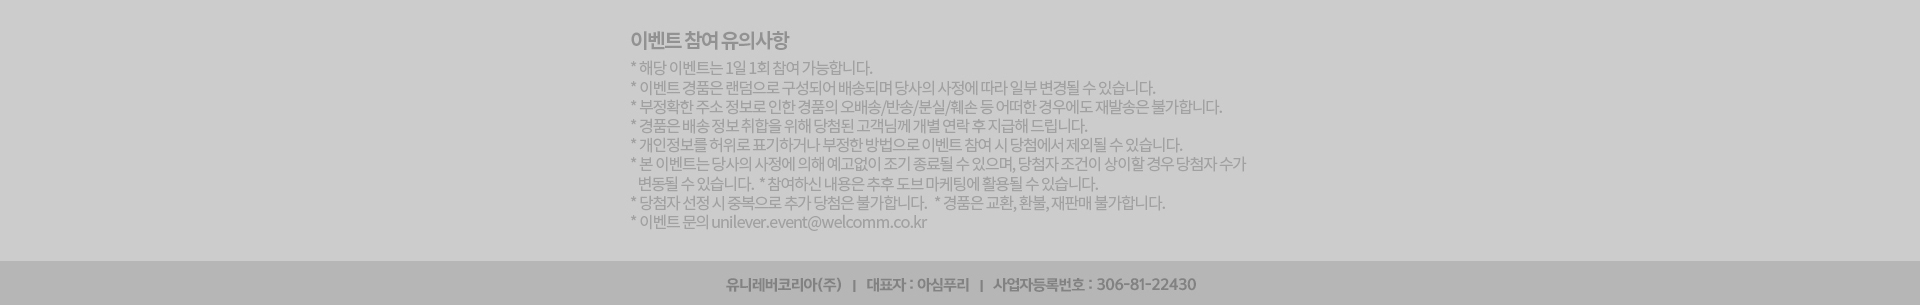 이벤트 참여 유의사항
* 해당 이벤트는 1일 1회 참여 가능합니다.
* 이벤트 경품은 랜덤으로 구성되어 배송되며 당사의 사정에 따라 일부 변경될 수 있습니다.
* 부정확한 주소 정보로 인한 경품의 오배송/반송/분실/훼손 등 어떠한 경우에도 재발송은 불가합니다.
* 경품은 배송 정보 취합을 위해 당첨된 고객님께 개별 연락 후 지급해 드립니다.
* 개인정보를 허위로 표기하거나 부정한 방법으로 이벤트 참여 시 당첨에서 제외될 수 있습니다.
* 본 이벤트는 당사의 사정에 의해 예고없이 조기 종료될 수 있으며, 당첨자 조건이 상이할 경우 당첨자 수가
변동될 수 있습니다. * 참여하신 내용은 추후 도브 마케팅에 활용될 수 있습니다.
* 당첨자 선정 시 중복으로 추가 당첨은 불가합니다. * 경품은 교환, 환불, 재판매 불가합니다.
* 이벤트 문의 unilever.event@welcomm.co.kr
유니레버코리아(주) | 대표자 : 아심푸리 | 사업자등록번호 : 306-81-22430